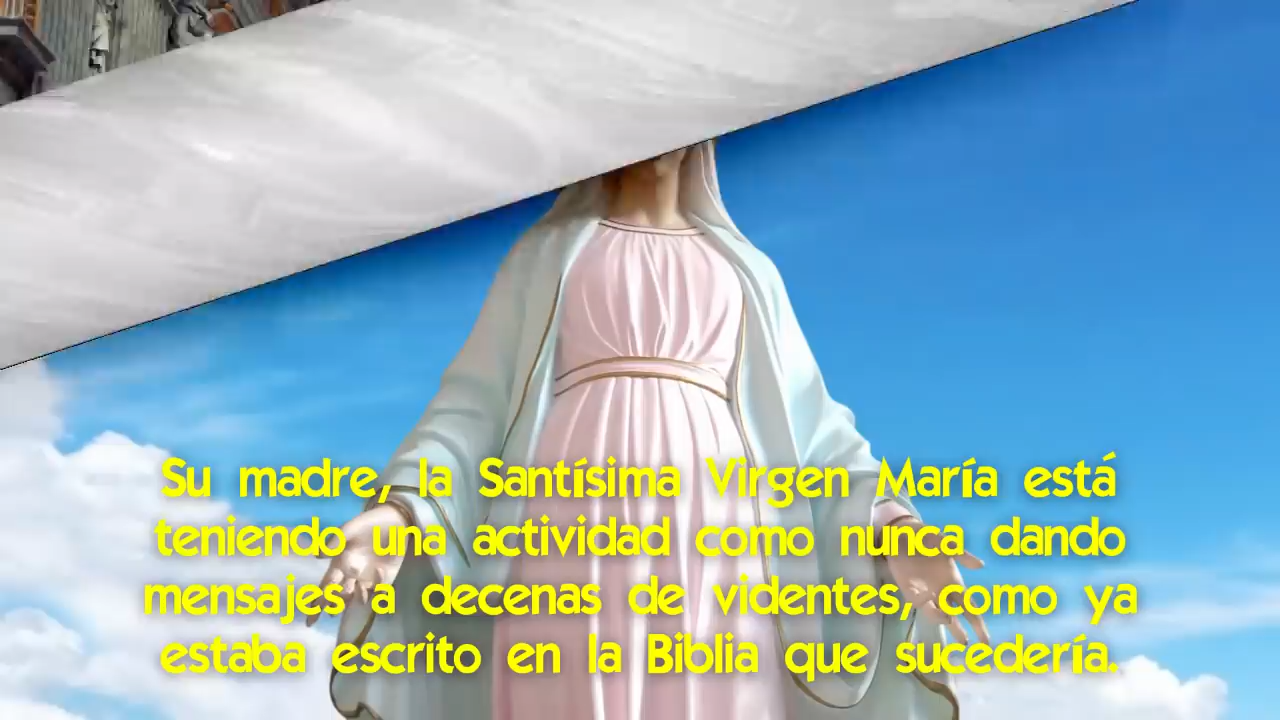 Su madre, la Santísima Virgen María está
teniendo una actividad como nunca dando
mensajes a decenas de videntes, como ya
estaba escrito en la Biblia que sucedería.